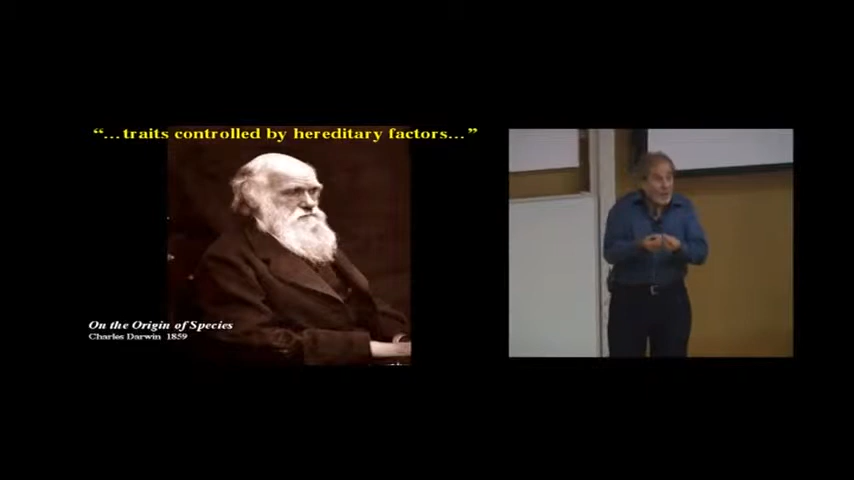 “...traits controlled by hereditary factors...”
On the Origin of Species
Charles Darwin 1859